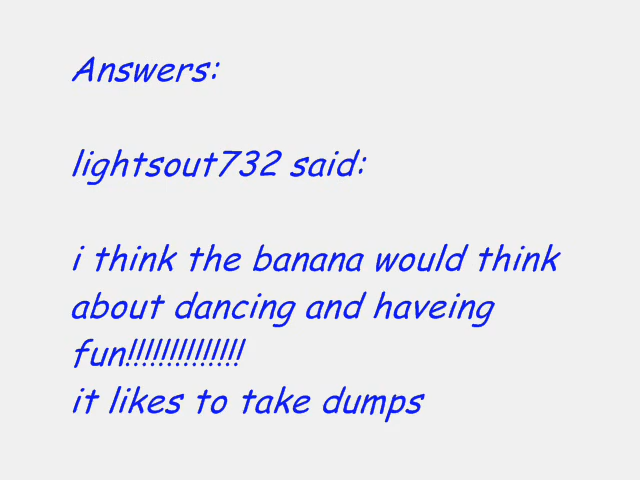 Answers:
lightsout732 said:
i think the banana would think
about dancing and haveing
fun!!!!!!!!!!!!!!
it likes to take dumps